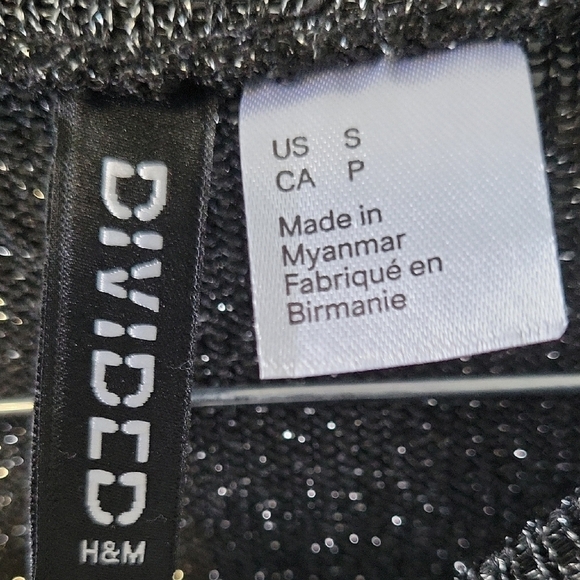 DIVIDED
H&M
US S
CA P
Made in
Myanmar
Fabriqué en
Birmanie